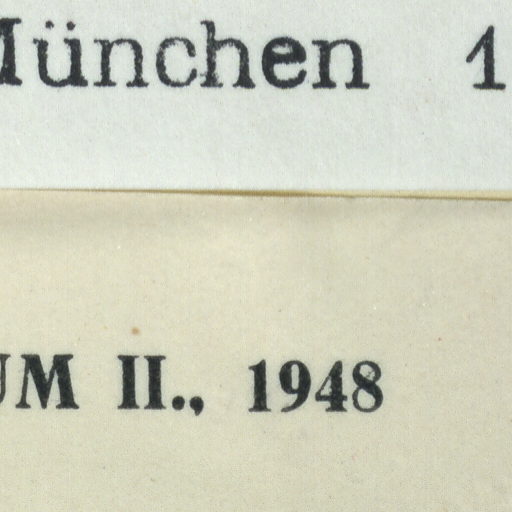 München 1
UM II., 1948